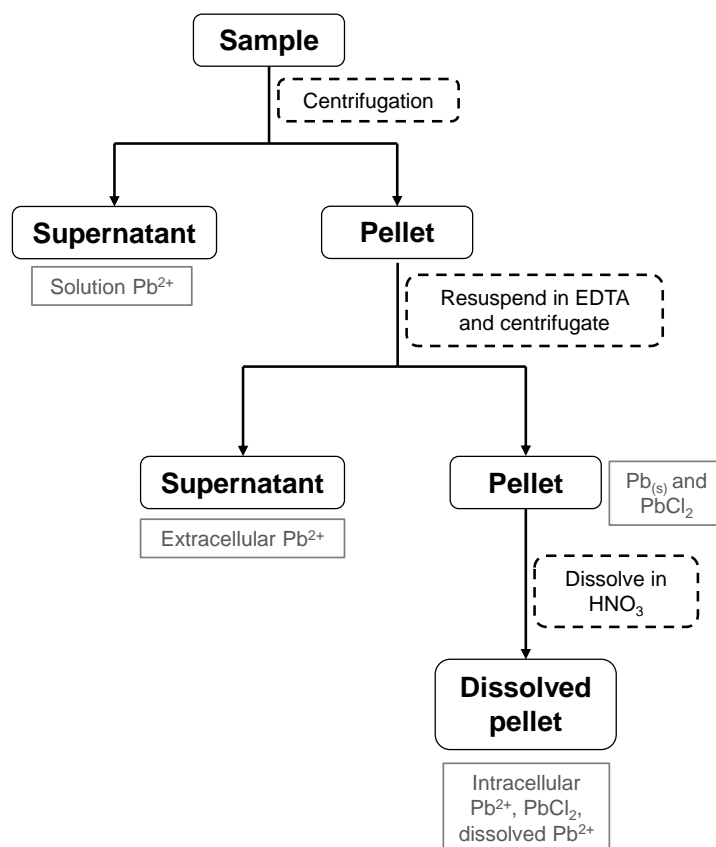 Sample
Centrifugation
Supernatant
Pellet
Solution Pb²⁺
Resuspend in EDTA
and centrifugate
Supernatant
Pellet
Pb₍ₛ₎ and
PbCl₂
Extracellular Pb²⁺
Dissolve in
HNO₃
Dissolved
pellet
Intracellular
Pb²⁺, PbCl₂,
dissolved Pb²⁺